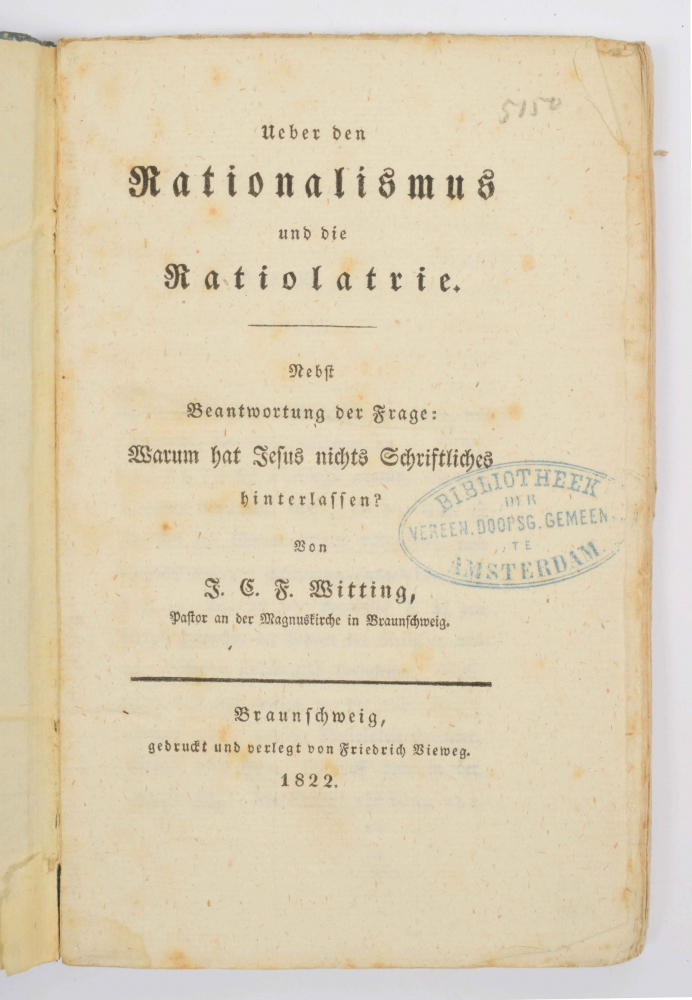 5150
Ueber den
Rationalismus
und die
Ratiolatrie.
Nebst
Beantwortung der Frage:
Warum hat Jesus nichts Schriftliches
hinterlassen?
Von
J. C. F. Witting,
Pastor an der Magnuskirche in Braunschweig.
Braunschweig,
gedruckt und verlegt von Friedrich Vieweg.
1822.
BIBLIOTHEEK
DER
VEREEN. DOOPSG. GEMEEN
TE
AMSTERDAM